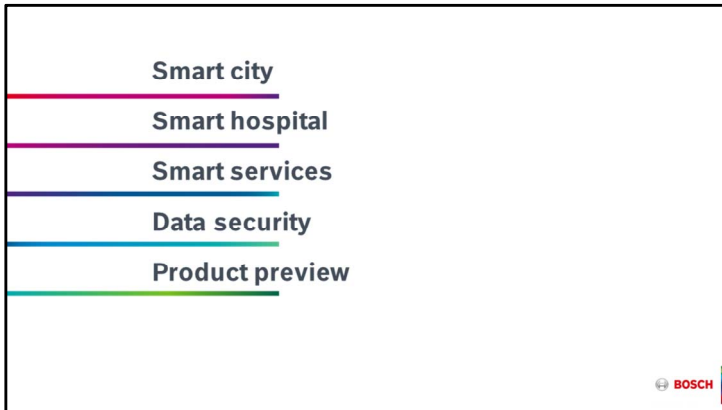 Smart city
Smart hospital
Smart services
Data security
Product preview
BOSCH